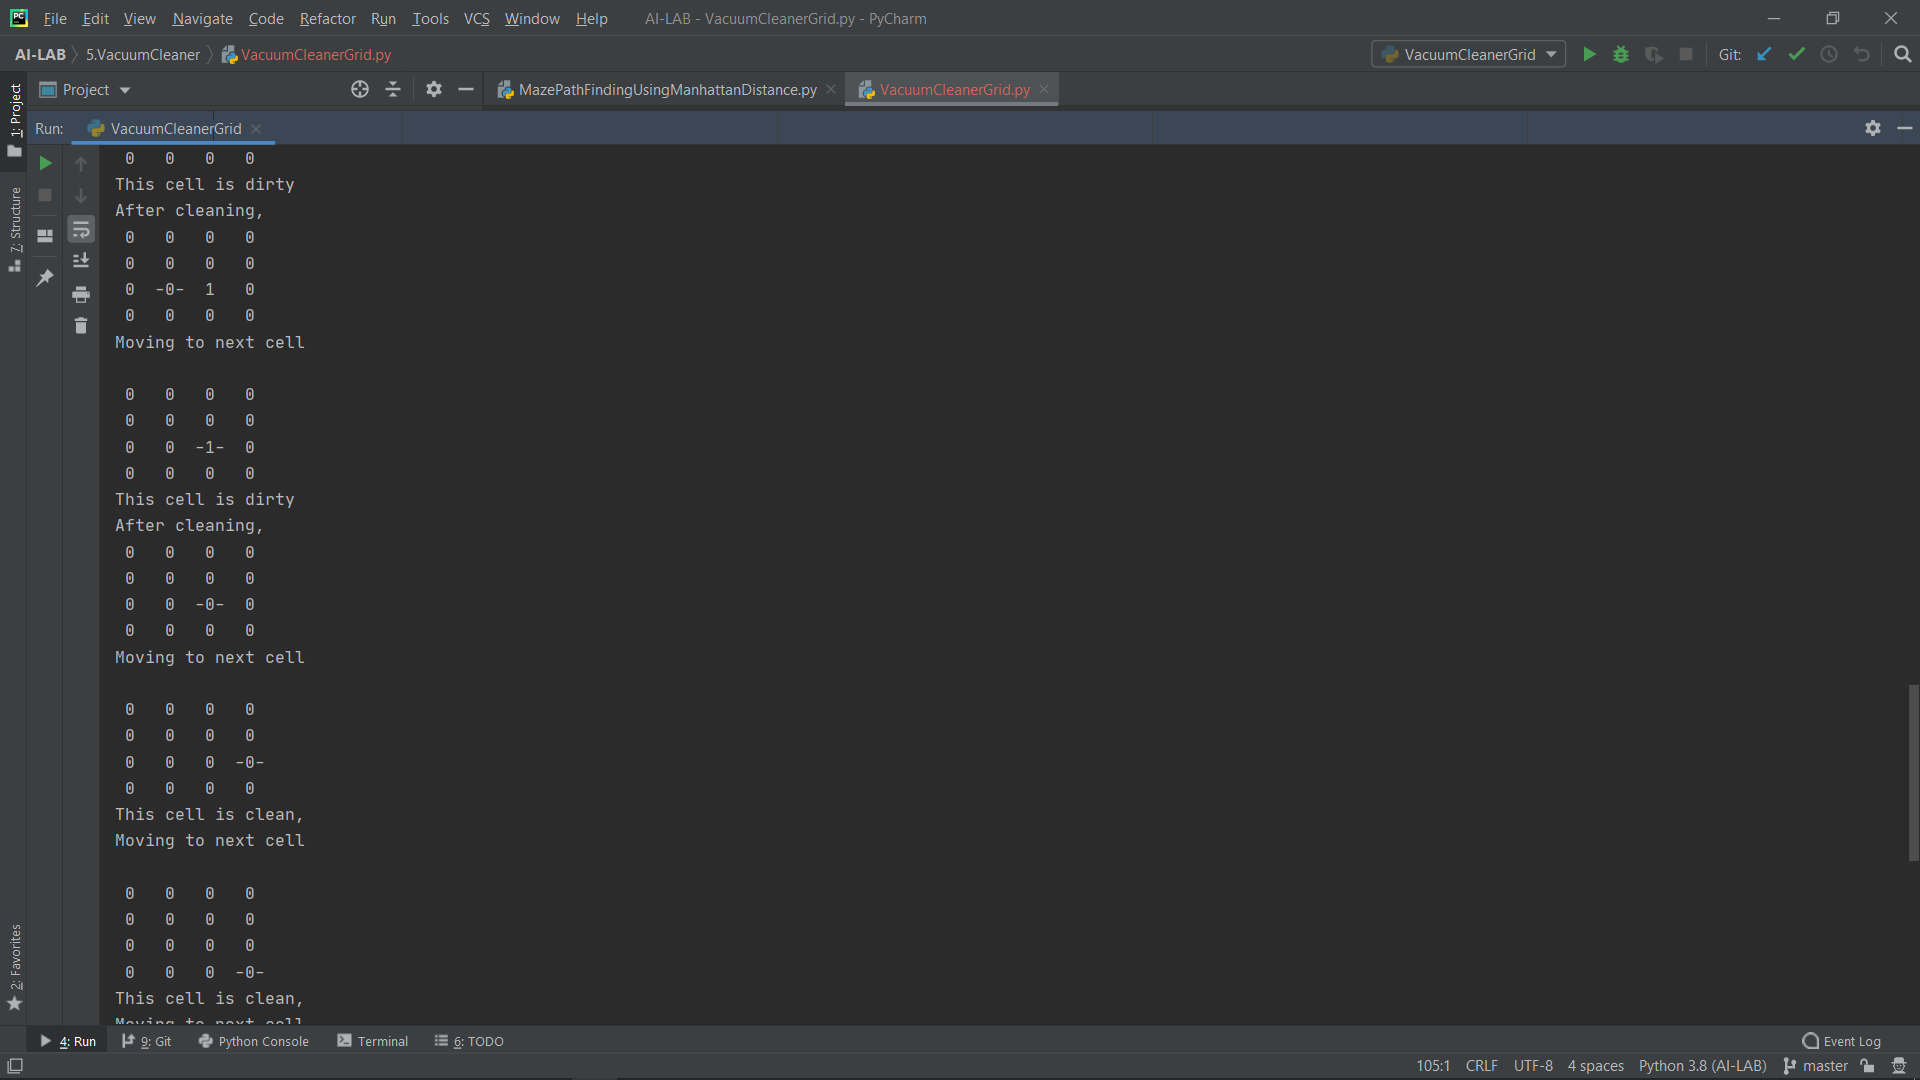 PC File Edit View Navigate Code Refactor Run Tools VCS Window Help AI-LAB - VacuumCleanerGrid.py - PyCharm
AI-LAB 5.VacuumCleaner VacuumCleanerGrid.py VacuumCleanerGrid Git:
1: Project
Project MazePathFindingUsingManhattanDistance.py VacuumCleanerGrid.py
Run: VacuumCleanerGrid
7: Structure
0 0 0 0
This cell is dirty
After cleaning,
0 0 0 0
0 0 0 0
0 -0- 1 0
0 0 0 0
Moving to next cell
0 0 0 0
0 0 0 0
0 0 -1- 0
0 0 0 0
This cell is dirty
After cleaning,
0 0 0 0
0 0 0 0
0 0 -0- 0
0 0 0 0
Moving to next cell
0 0 0 0
0 0 0 0
0 0 0 -0-
0 0 0 0
This cell is clean,
Moving to next cell
0 0 0 0
0 0 0 0
0 0 0 0
0 0 0 -0-
This cell is clean,
Moving to next cell
2: Favorites
4: Run 9: Git Python Console Terminal 6: TODO Event Log
105:1 CRLF UTF-8 4 spaces Python 3.8 (AI-LAB) master